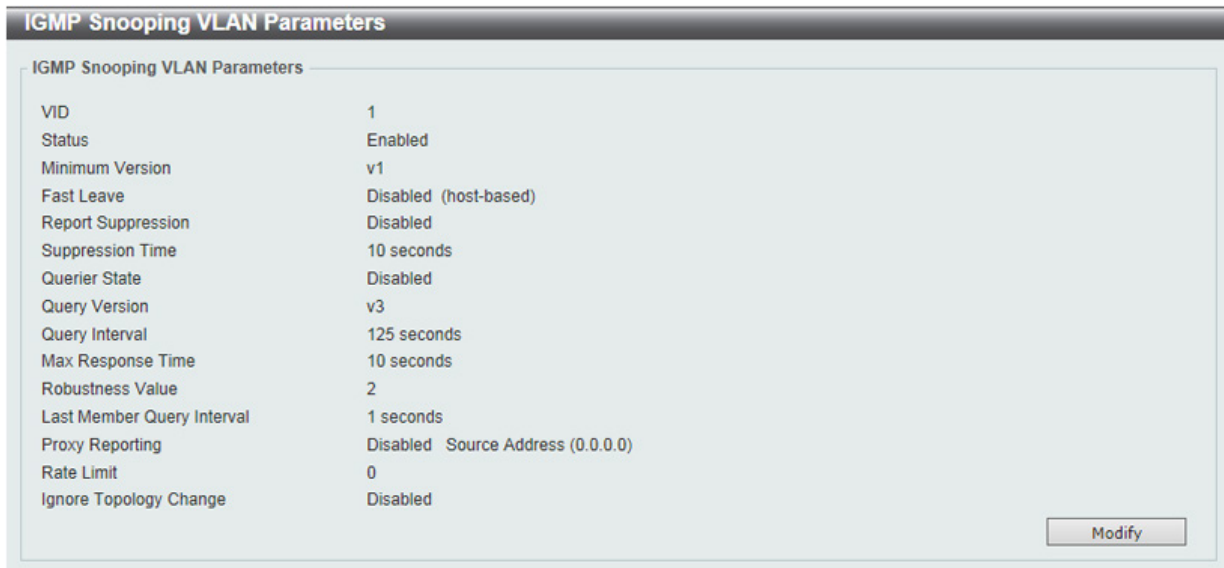 IGMP Snooping VLAN Parameters
IGMP Snooping VLAN Parameters
VID 1
Status Enabled
Minimum Version v1
Fast Leave Disabled (host-based)
Report Suppression Disabled
Suppression Time 10 seconds
Querier State Disabled
Query Version v3
Query Interval 125 seconds
Max Response Time 10 seconds
Robustness Value 2
Last Member Query Interval 1 seconds
Proxy Reporting Disabled Source Address (0.0.0.0)
Rate Limit 0
Ignore Topology Change Disabled
Modify